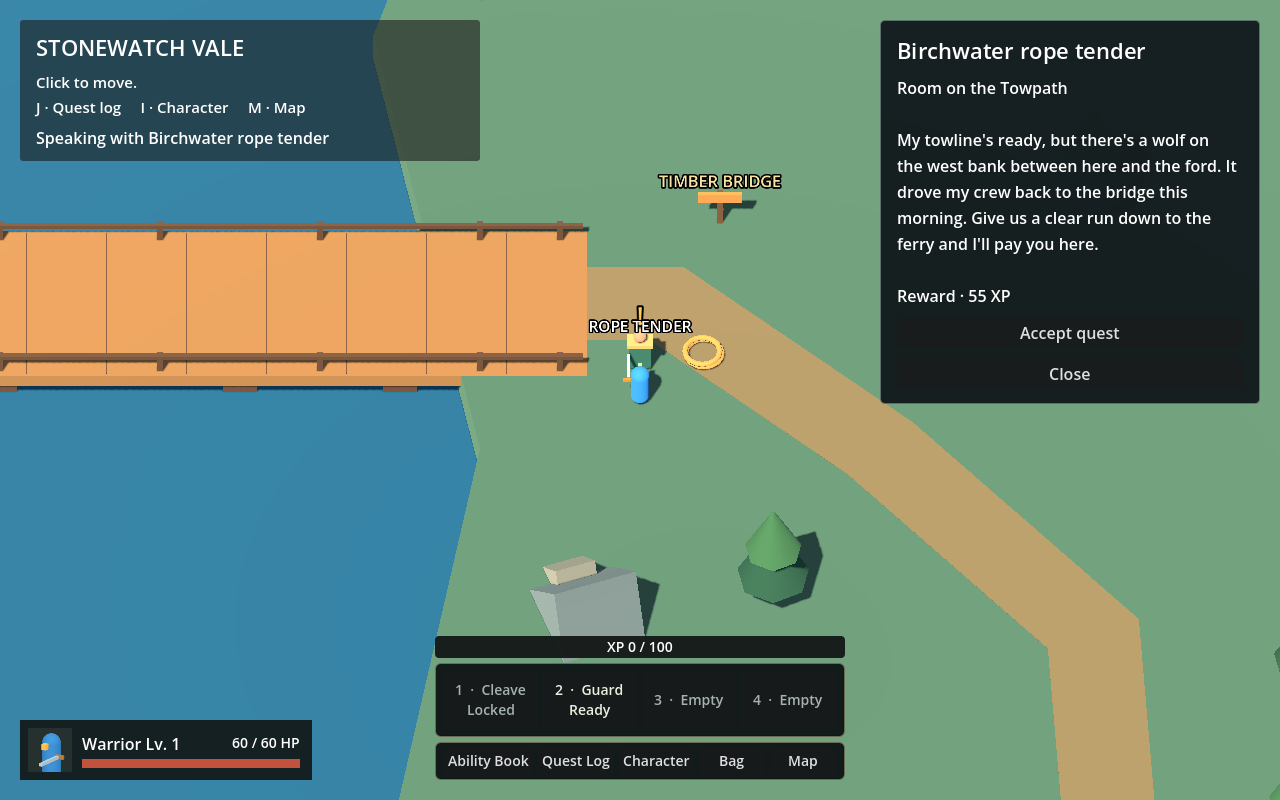 STONEWATCH VALE
Click to move.
J · Quest log I · Character M · Map
Speaking with Birchwater rope tender
Birchwater rope tender
Room on the Towpath
My towline's ready, but there's a wolf on
the west bank between here and the ford. It
drove my crew back to the bridge this
morning. Give us a clear run down to the
ferry and I'll pay you here.
Reward · 55 XP
Accept quest
Close
TIMBER BRIDGE
!
ROPE TENDER
XP 0 / 100
1 · Cleave
Locked
2 · Guard
Ready
3 · Empty
4 · Empty
Ability Book Quest Log Character Bag Map
Warrior Lv. 1 60 / 60 HP